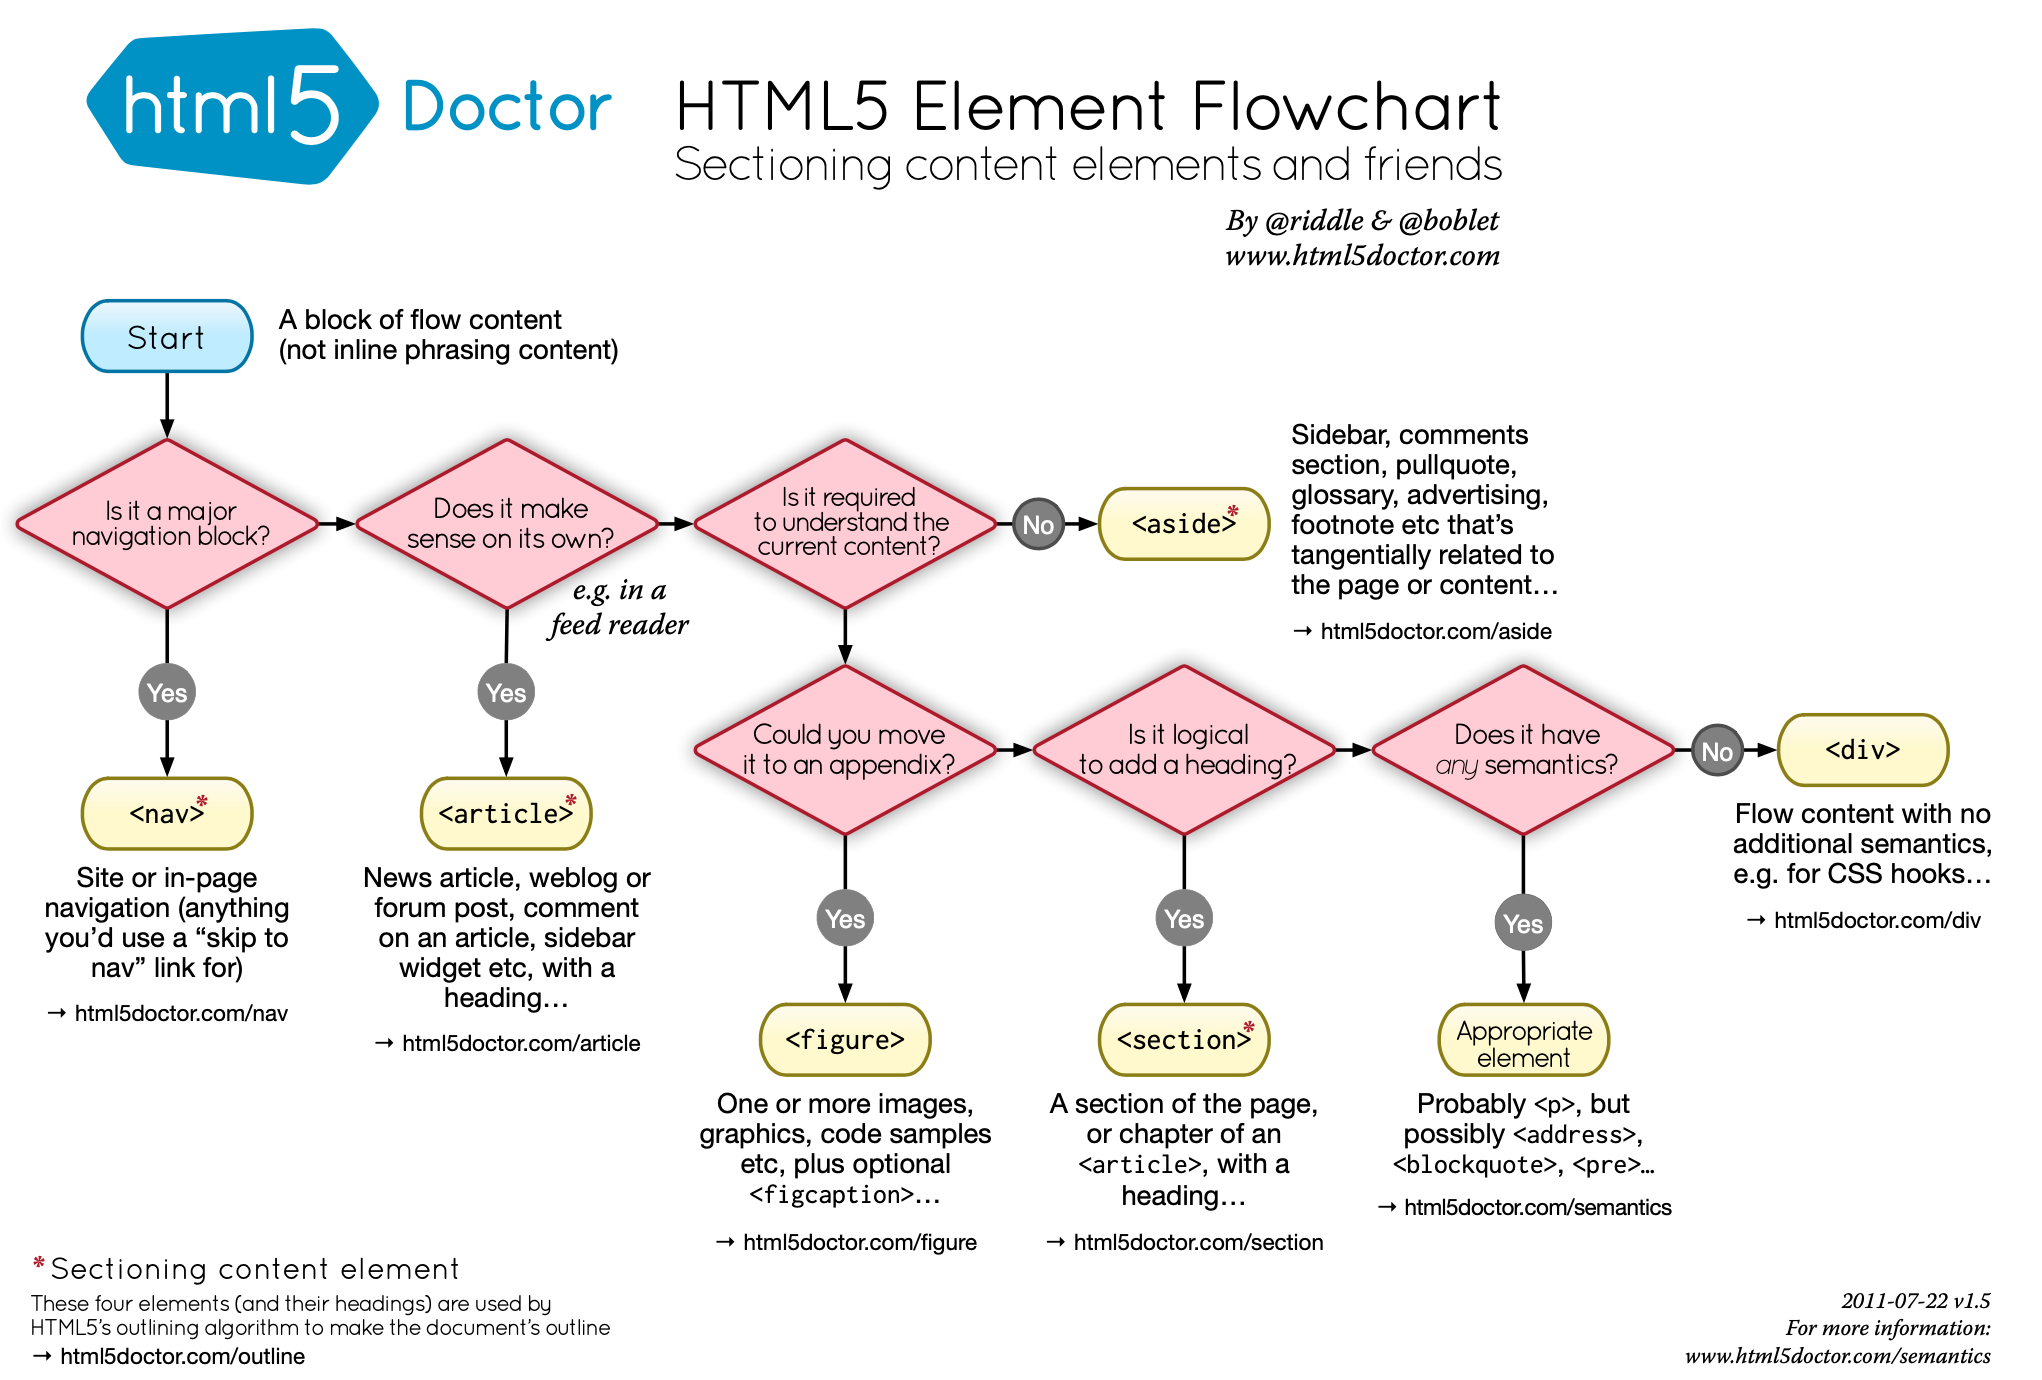 html5 Doctor
HTML5 Element Flowchart
Sectioning content elements and friends
By @riddle & @boblet
www.html5doctor.com
Start
A block of flow content
(not inline phrasing content)
Is it a major
navigation block?
Does it make
sense on its own?
e.g. in a
feed reader
Is it required
to understand the
current content?
No
<aside>*
Sidebar, comments
section, pullquote,
glossary, advertising,
footnote etc that’s
tangentially related to
the page or content…
→ html5doctor.com/aside
Yes
<nav>*
Site or in-page
navigation (anything
you’d use a “skip to
nav” link for)
→ html5doctor.com/nav
Yes
<article>*
News article, weblog or
forum post, comment
on an article, sidebar
widget etc, with a
heading…
→ html5doctor.com/article
Could you move
it to an appendix?
Is it logical
to add a heading?
Does it have
any semantics?
No
<div>
Flow content with no
additional semantics,
e.g. for CSS hooks…
→ html5doctor.com/div
Yes
<figure>
One or more images,
graphics, code samples
etc, plus optional
<figcaption>…
→ html5doctor.com/figure
Yes
<section>*
A section of the page,
or chapter of an
<article>, with a
heading…
→ html5doctor.com/section
Yes
Appropriate
element
Probably <p>, but
possibly <address>,
<blockquote>, <pre>…
→ html5doctor.com/semantics
* Sectioning content element
These four elements (and their headings) are used by
HTML5’s outlining algorithm to make the document’s outline
→ html5doctor.com/outline
2011-07-22 v1.5
For more information:
www.html5doctor.com/semantics